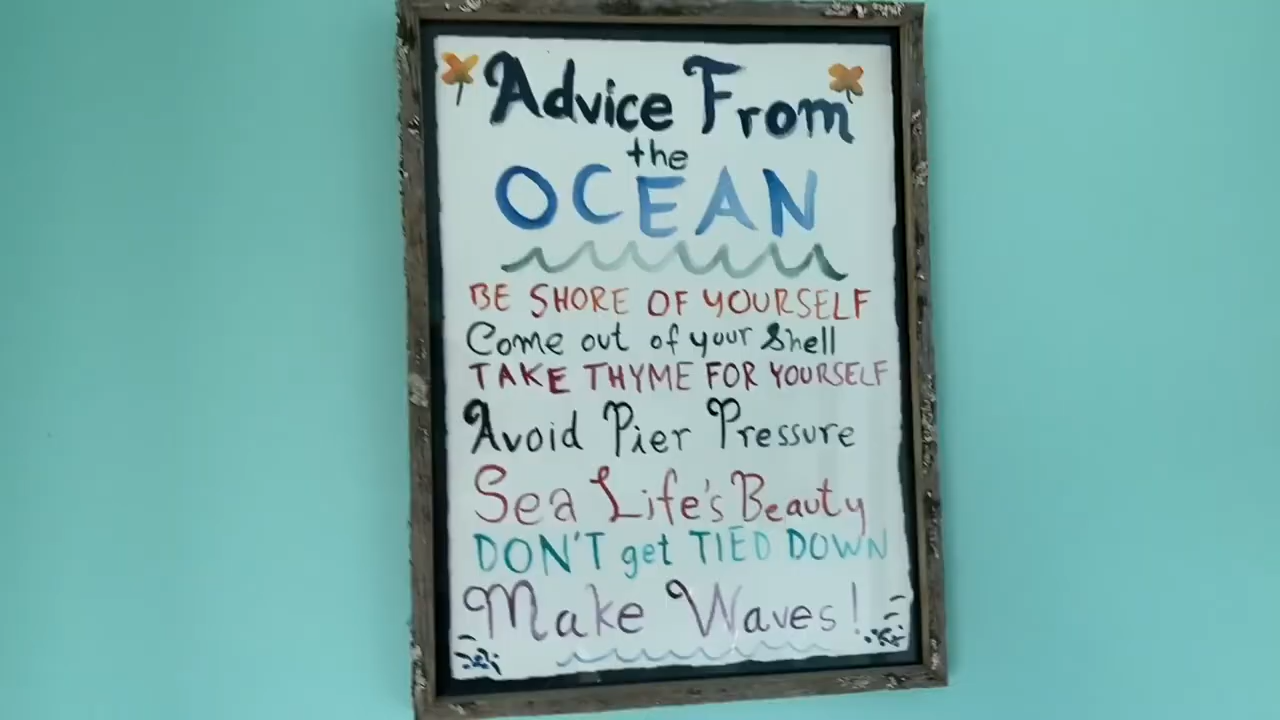 Advice From
the
OCEAN
BE SHORE OF YOURSELF
Come out of your Shell
TAKE THYME FOR YOURSELF
Avoid Pier Pressure
Sea Life's Beauty
DON'T get TIED DOWN
Make Waves!